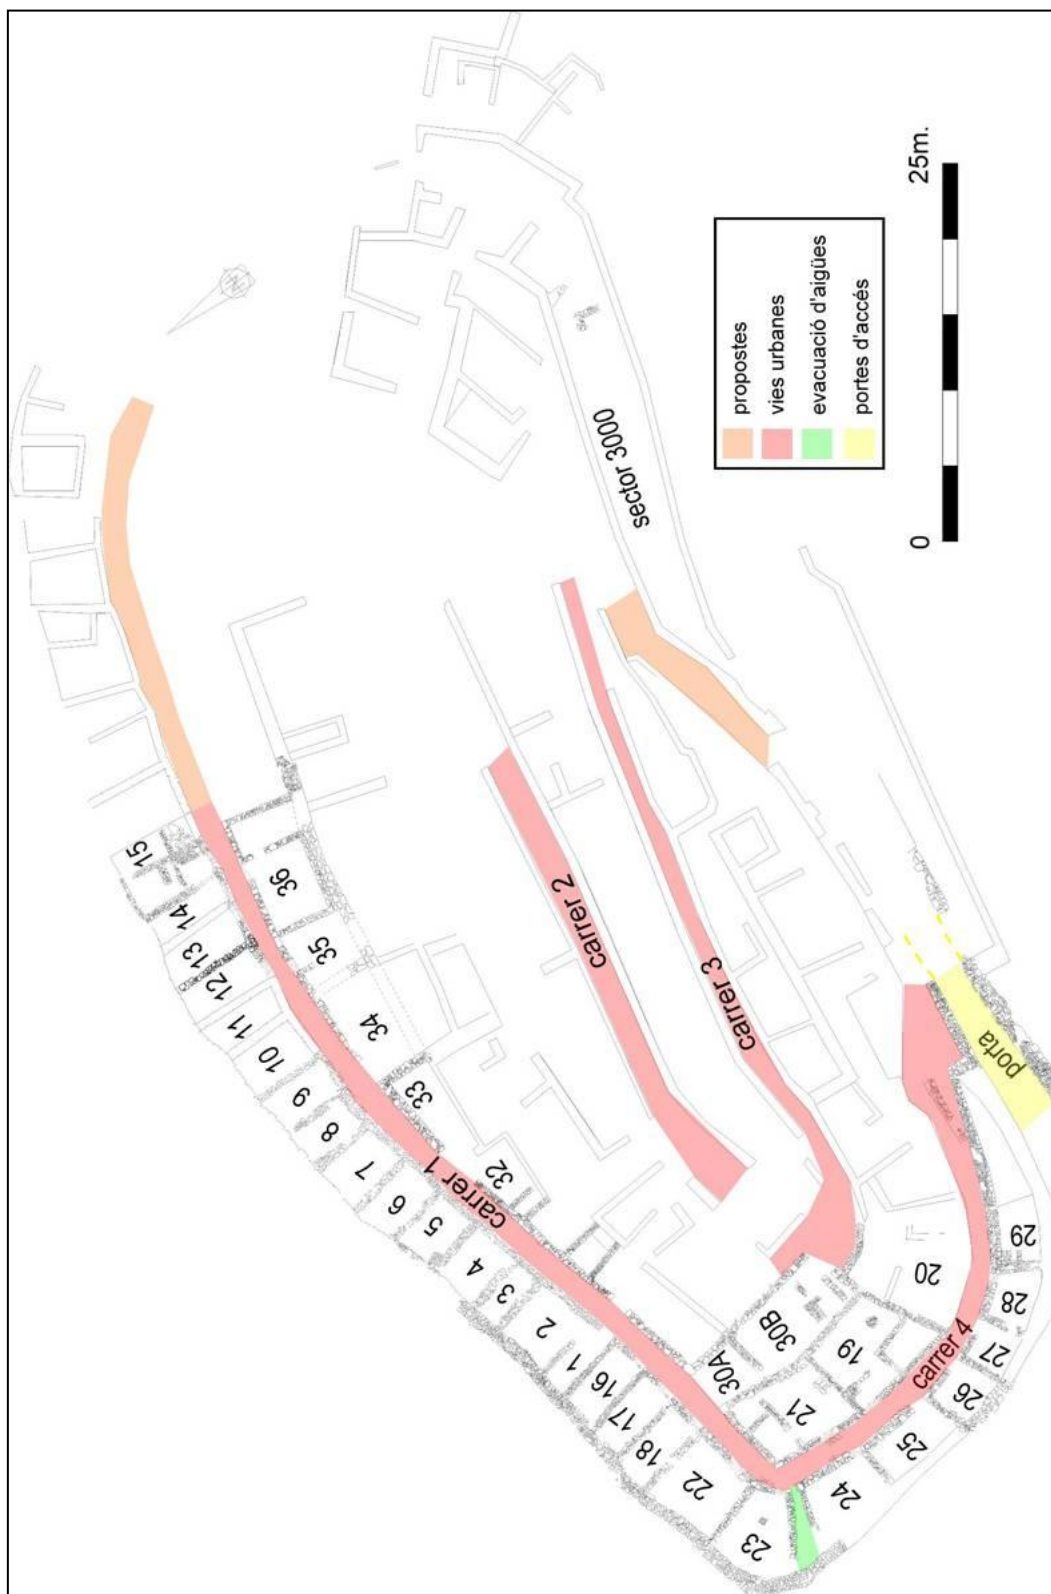 25m.
0
propostes
vies urbanes
evacuació d'aigües
portes d'accés
sector 3000
carrer 1
carrer 2
carrer 3
carrer 4
porta
N
1
2
3
4
5
6
7
8
9
10
11
12
13
14
15
16
17
18
19
20
21
22
23
24
25
26
27
28
29
30A
30B
32
33
34
35
36